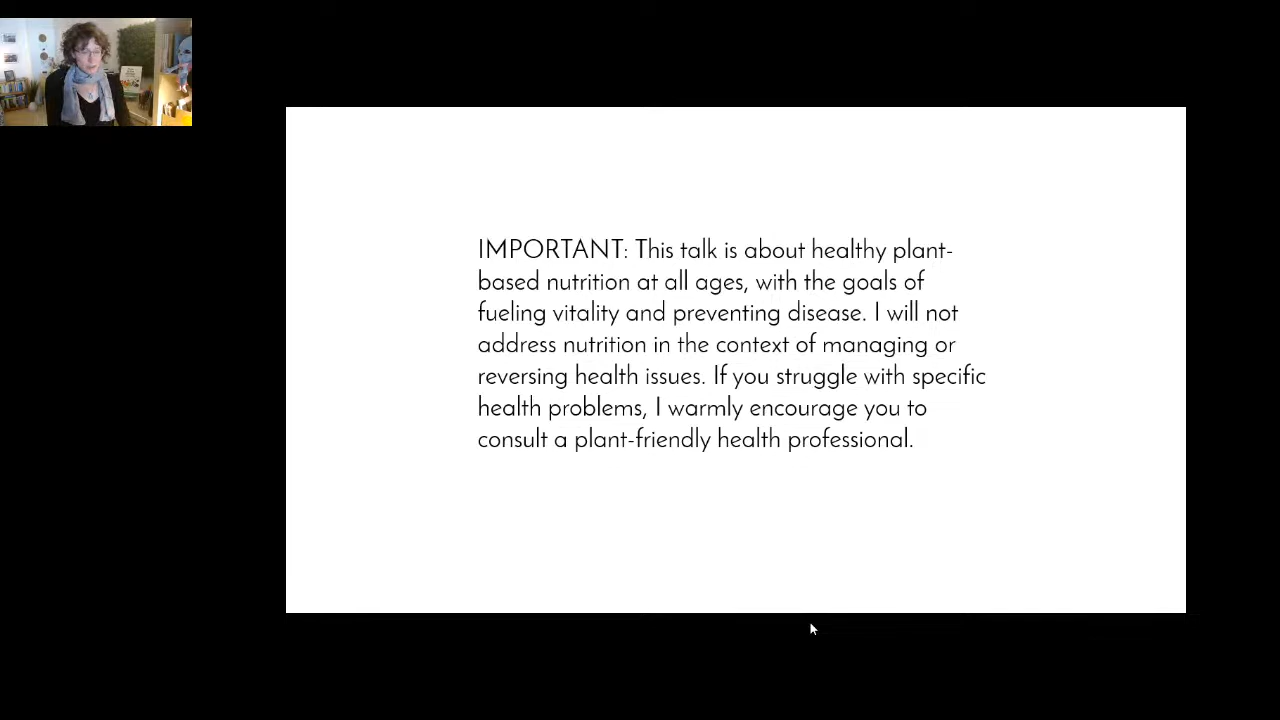 IMPORTANT: This talk is about healthy plant-
based nutrition at all ages, with the goals of
fueling vitality and preventing disease. I will not
address nutrition in the context of managing or
reversing health issues. If you struggle with specific
health problems, I warmly encourage you to
consult a plant-friendly health professional.